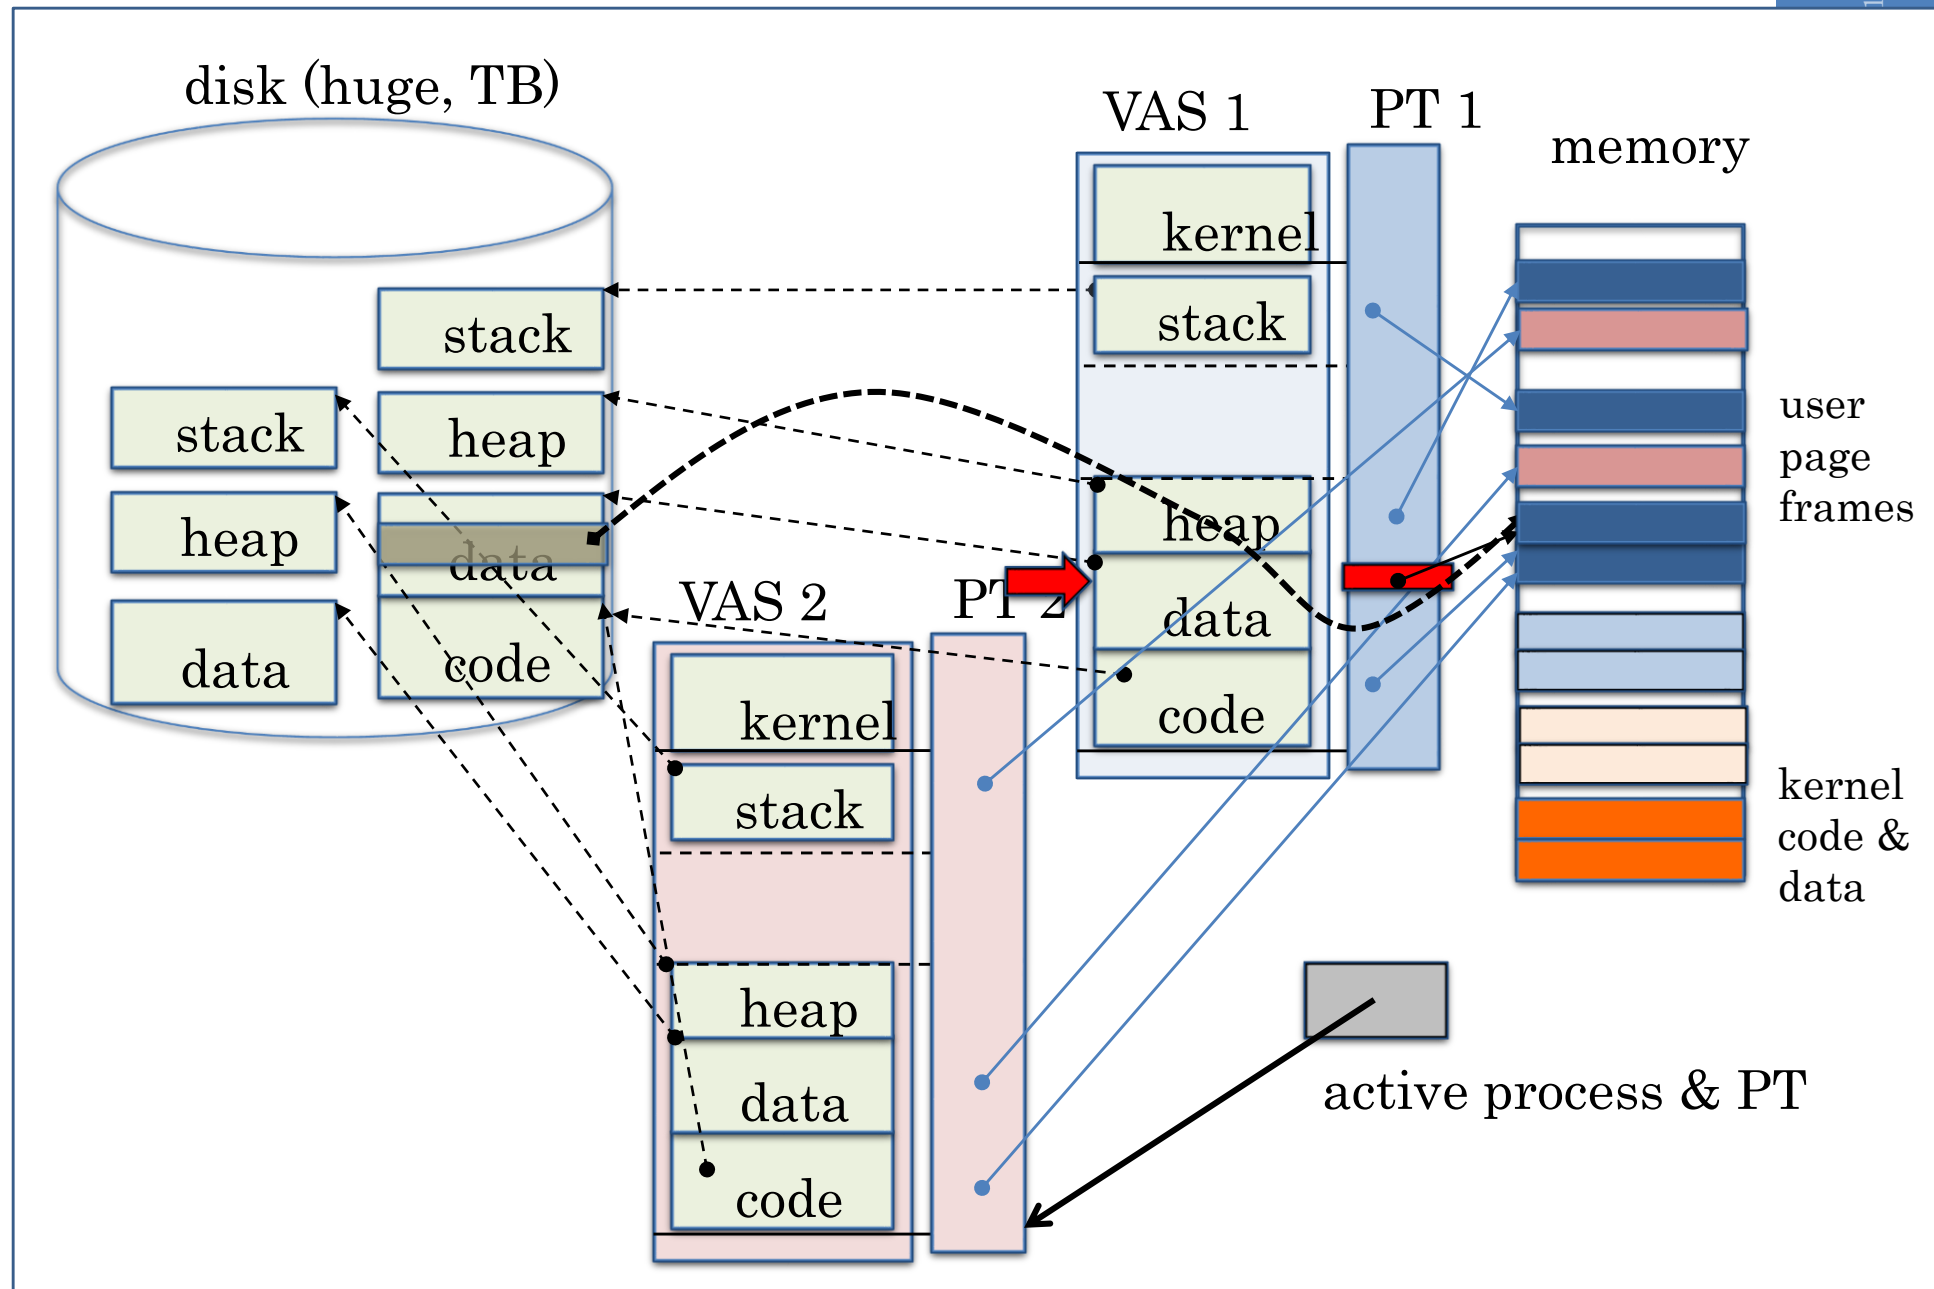 disk (huge, TB)
VAS 1
PT 1
memory
kernel
stack
stack
heap
data
code
stack
heap
data
heap
data
code
user
page
frames
VAS 2
PT 2
kernel
stack
heap
data
code
kernel
code &
data
active process & PT